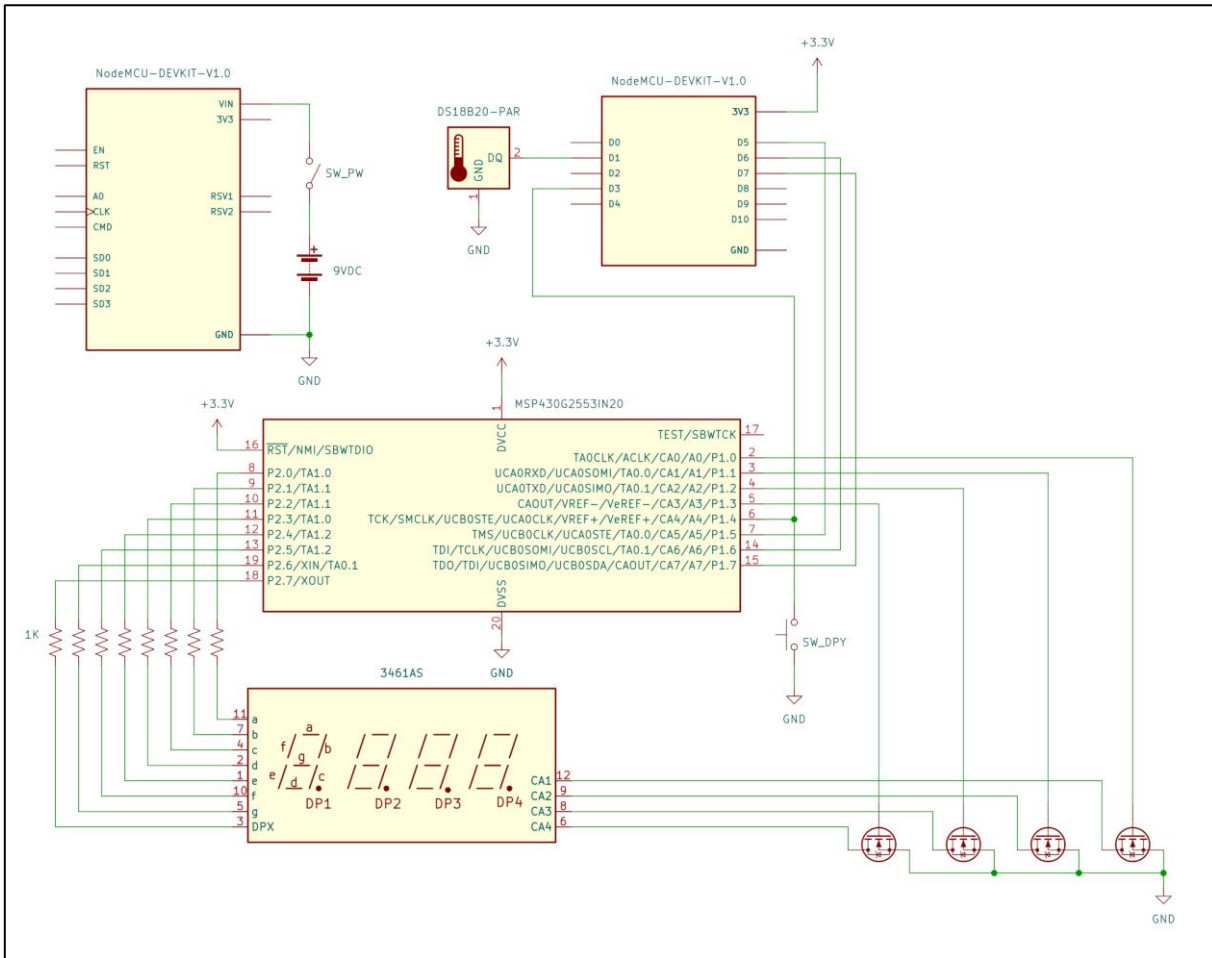 NodeMCU-DEVKIT-V1.0
VIN
3V3
EN
RST
A0
CLK
CMD
SD0
SD1
SD2
SD3
RSV1
RSV2
GND
SW_PW
+
9VDC
GND
DS18B20-PAR
DQ
2
GND
1
GND
+3.3V
NodeMCU-DEVKIT-V1.0
3V3
D0
D1
D2
D3
D4
D5
D6
D7
D8
D9
D10
GND
+3.3V
+3.3V
MSP430G2553IN20
1
DVCC
16 RST/NMI/SBWTDIO
8 P2.0/TA1.0
9 P2.1/TA1.1
10 P2.2/TA1.1
11 P2.3/TA1.0
12 P2.4/TA1.2
13 P2.5/TA1.2
19 P2.6/XIN/TA0.1
18 P2.7/XOUT
TEST/SBWTCK 17
TA0CLK/ACLK/CA0/A0/P1.0 2
UCA0RXD/UCA0SOMI/TA0.0/CA1/A1/P1.1 3
UCA0TXD/UCA0SIMO/TA0.1/CA2/A2/P1.2 4
CAOUT/VREF-/VeREF-/CA3/A3/P1.3 5
TCK/SMCLK/UCB0STE/UCA0CLK/VREF+/VeREF+/CA4/A4/P1.4 6
TMS/UCB0CLK/UCA0STE/TA0.0/CA5/A5/P1.5 7
TDI/TCLK/UCB0SOMI/UCB0SCL/TA0.1/CA6/A6/P1.6 14
TDO/TDI/UCB0SIMO/UCB0SDA/CAOUT/CA7/A7/P1.7 15
DVSS
20
GND
SW_DPY
GND
1K
3461AS
11 a
7 b
4 c
2 d
1 e
10 f
5 g
3 DPX
a
f
b
g
e
d
c
DP1
DP2
DP3
DP4
CA1 12
CA2 9
CA3 8
CA4 6
GND